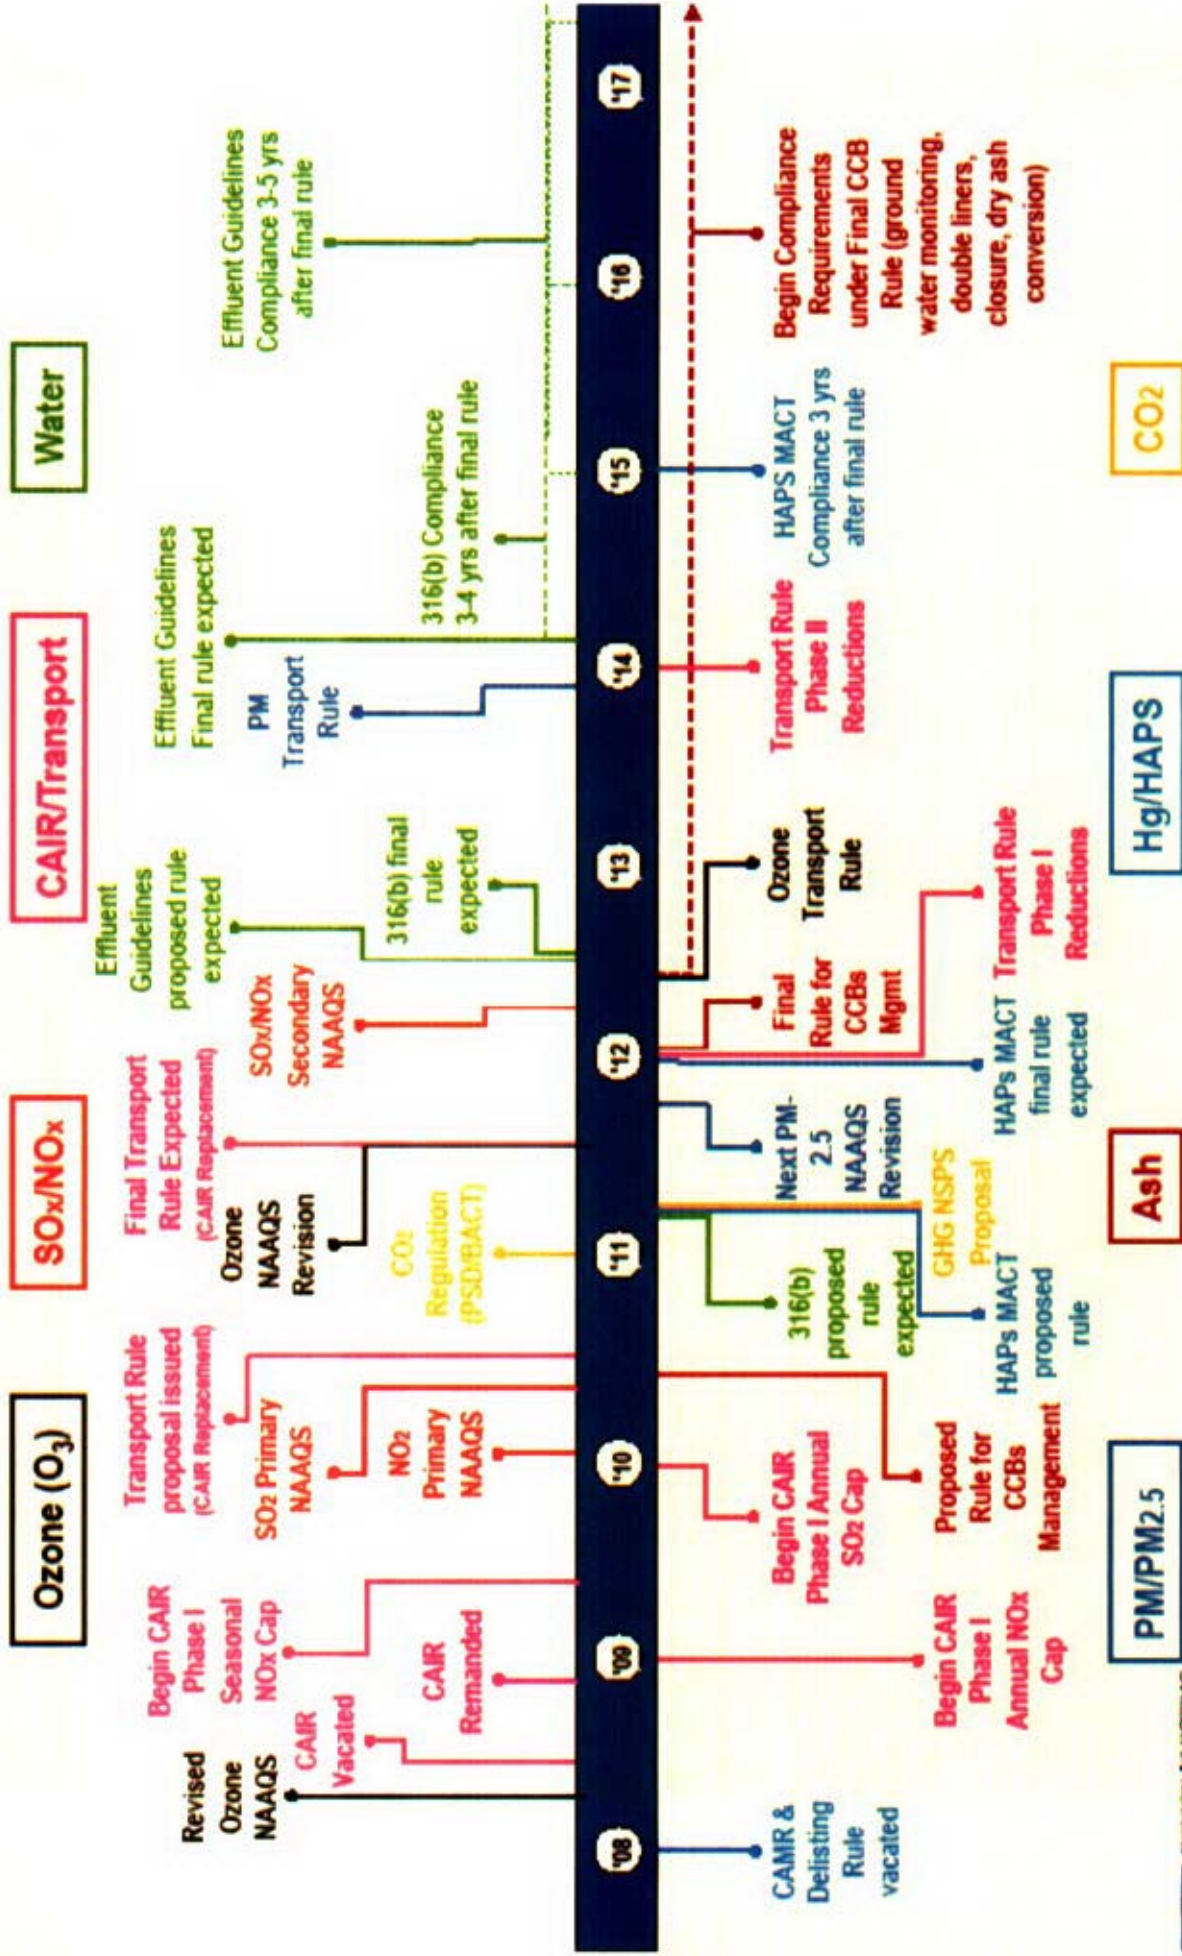 Ozone (O3)
SOx/NOx
CAIR/Transport
Water
Revised
Ozone
NAAQS
CAIR
Vacated
Begin CAIR
Phase I
Seasonal
NOx Cap
CAIR
Remanded
Transport Rule
proposal issued
(CAIR Replacement)
SO2 Primary
NAAQS
NO2
Primary
NAAQS
Final Transport
Rule Expected
(CAIR Replacement)
Ozone
NAAQS
Revision
CO2
Regulation
(PSD/BACT)
Effluent
Guidelines
proposed rule
expected
SOx/NOx
Secondary
NAAQS
316(b) final
rule
expected
Effluent Guidelines
Final rule expected
PM
Transport
Rule
316(b) Compliance
3-4 yrs after final rule
Effluent Guidelines
Compliance 3-5 yrs
after final rule
'08
'09
'10
'11
'12
'13
'14
'15
'16
'17
CAMR &
Delisting
Rule
vacated
Begin CAIR
Phase I
Annual NOx
Cap
Begin CAIR
Phase I Annual
SO2 Cap
Proposed
Rule for
CCBs
Management
316(b)
proposed
rule
expected
HAPs MACT
proposed
rule
GHG NSPS
Proposal
Next PM-
2.5
NAAQS
Revision
HAPs MACT
final rule
expected
Final
Rule for
CCBs
Mgmt
Transport Rule
Phase I
Reductions
Ozone
Transport
Rule
Transport Rule
Phase II
Reductions
HAPS MACT
Compliance 3 yrs
after final rule
Begin Compliance
Requirements
under Final CCB
Rule (ground
water monitoring,
double liners,
closure, dry ash
conversion)
PM/PM2.5
Ash
Hg/HAPS
CO2